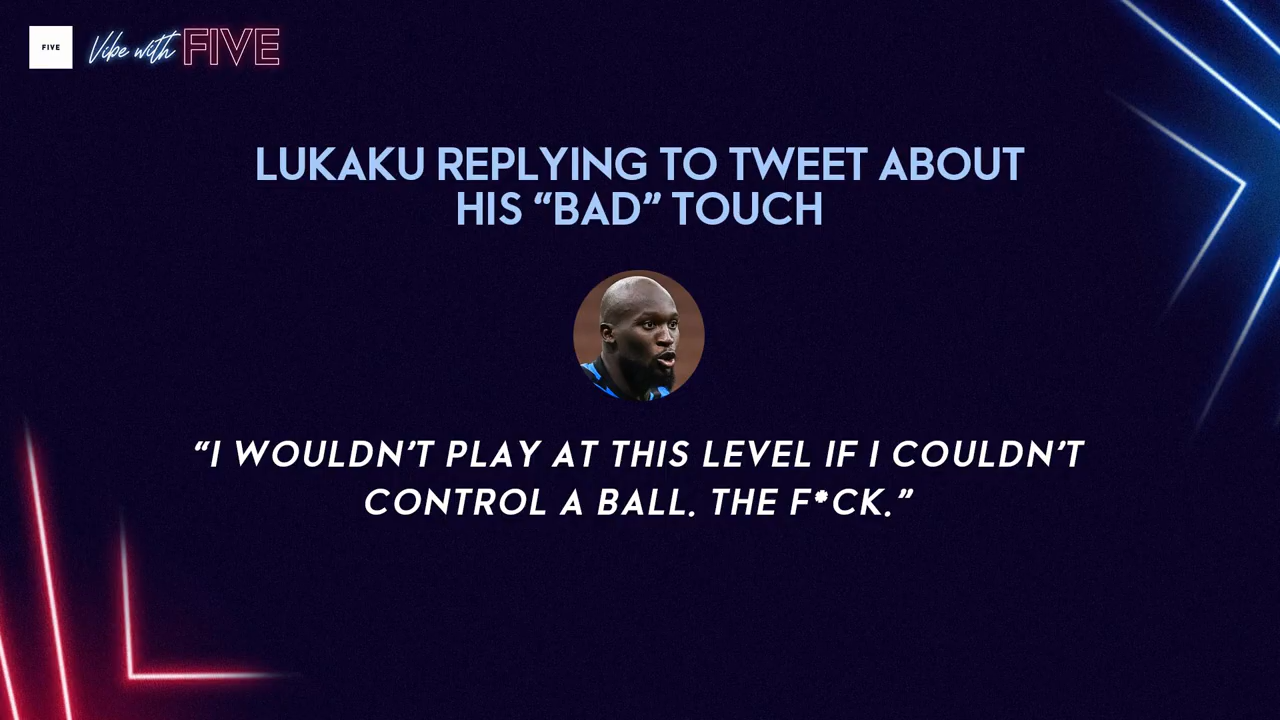 FIVE
Vibe with FIVE
LUKAKU REPLYING TO TWEET ABOUT
HIS “BAD” TOUCH
“I WOULDN’T PLAY AT THIS LEVEL IF I COULDN’T
CONTROL A BALL. THE F*CK.”